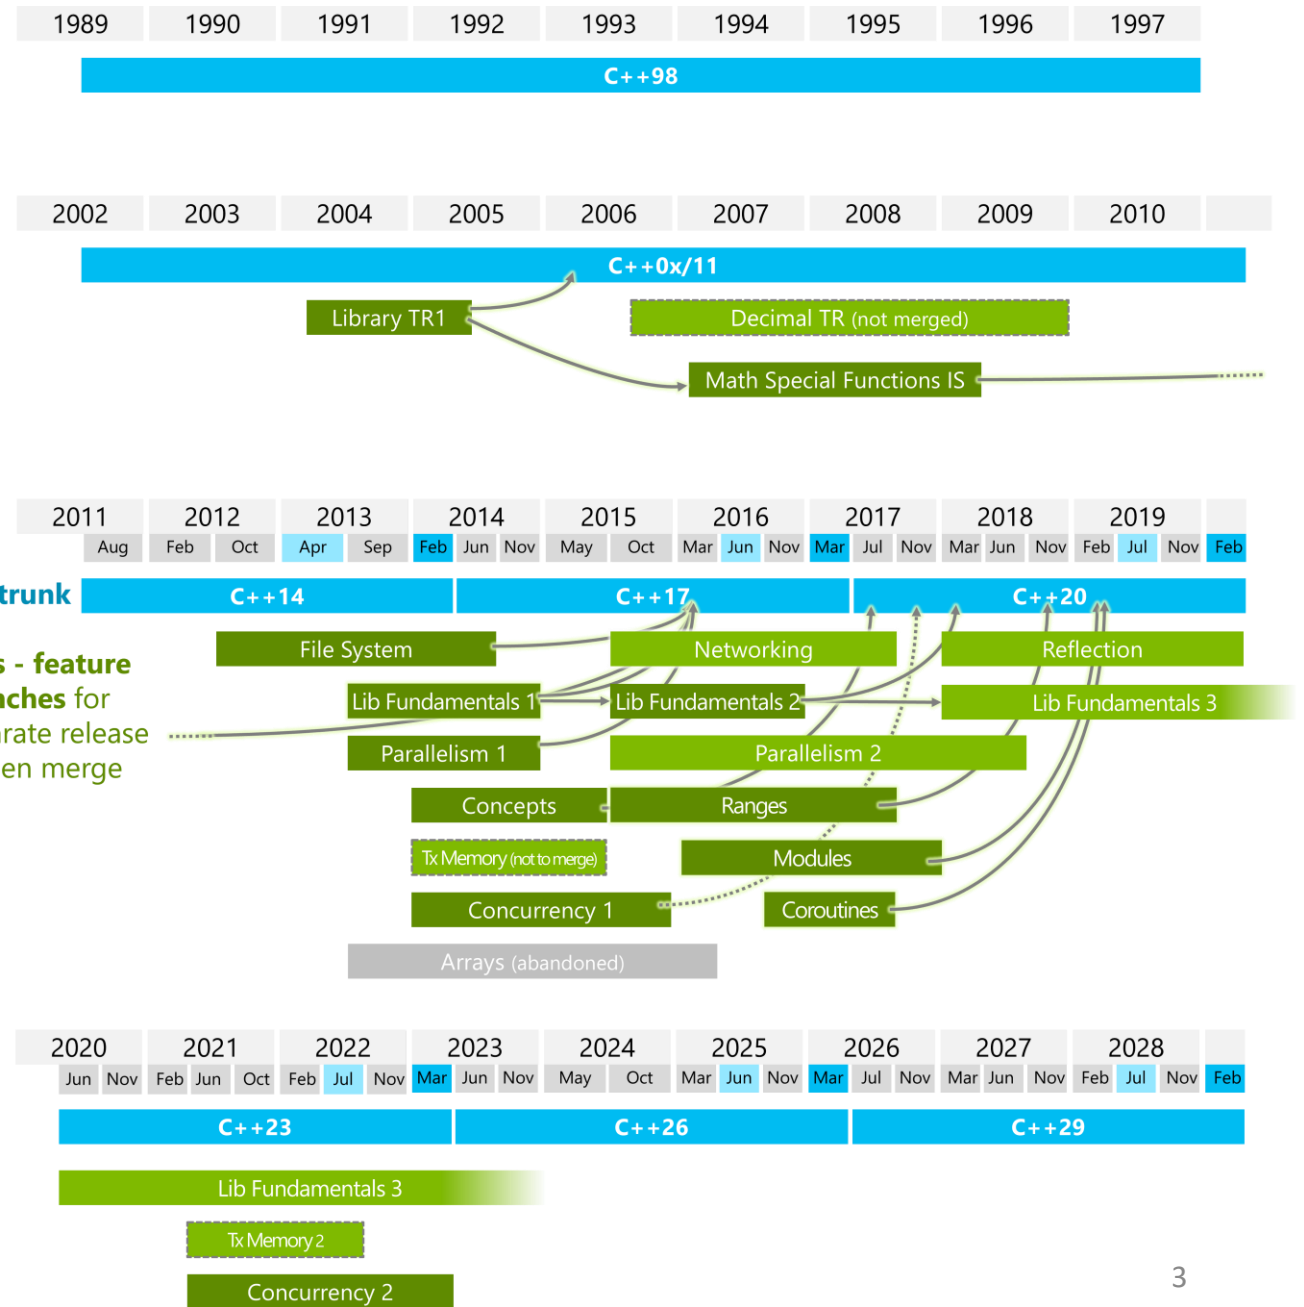 1989 1990 1991 1992 1993 1994 1995 1996 1997
C++98
2002 2003 2004 2005 2006 2007 2008 2009 2010
C++0x/11
Library TR1 Decimal TR (not merged)
Math Special Functions IS
2011 2012 2013 2014 2015 2016 2017 2018 2019
Aug Feb Oct Apr Sep Feb Jun Nov May Oct Mar Jun Nov Mar Jul Nov Mar Jun Nov Feb Jul Nov Feb
trunk C++14 C++17 C++20
File System Networking Reflection
s - feature
nches for
Lib Fundamentals 1 Lib Fundamentals 2 Lib Fundamentals 3
arate release
Parallelism 1 Parallelism 2
en merge
Concepts Ranges
Tx Memory (not to merge) Modules
Concurrency 1 Coroutines
Arrays (abandoned)
2020 2021 2022 2023 2024 2025 2026 2027 2028
Jun Nov Feb Jun Oct Feb Jul Nov Mar Jun Nov May Oct Mar Jun Nov Mar Jul Nov Mar Jun Nov Feb Jul Nov Feb
C++23 C++26 C++29
Lib Fundamentals 3
Tx Memory 2
Concurrency 2
3